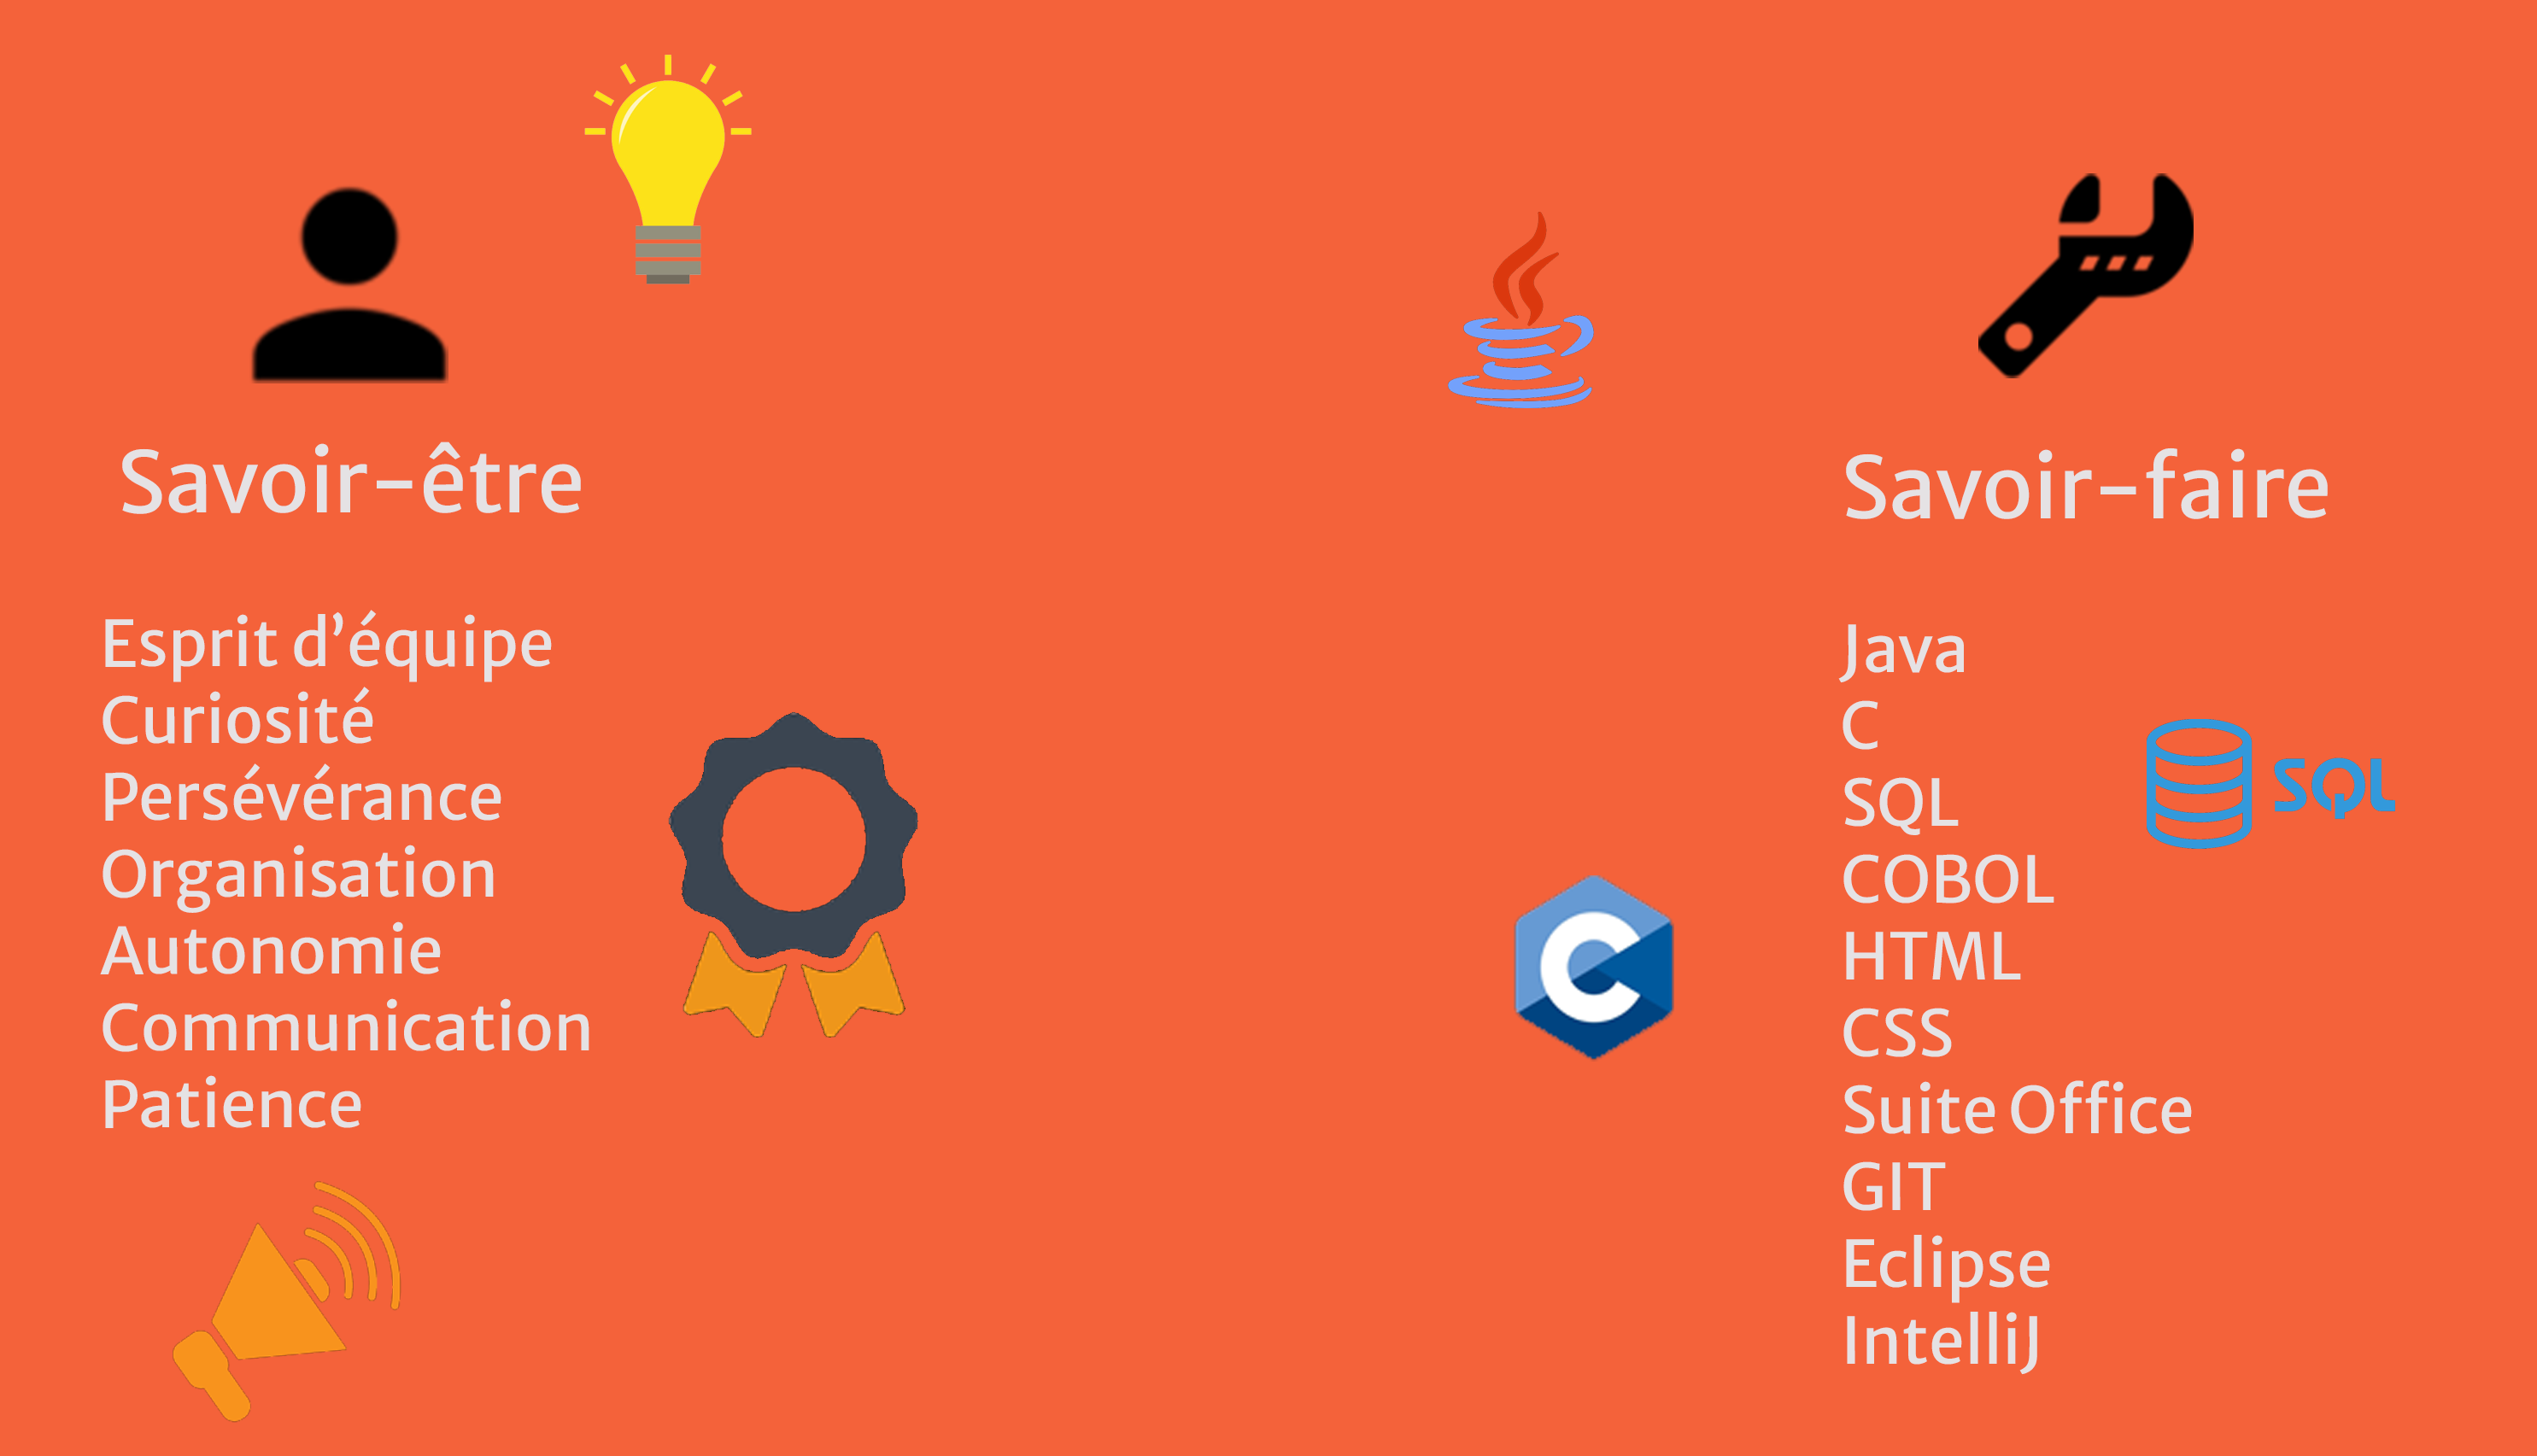 Savoir-être
Esprit d’équipe
Curiosité
Persévérance
Organisation
Autonomie
Communication
Patience
Savoir-faire
Java
C
SQL
COBOL
HTML
CSS
Suite Office
GIT
Eclipse
IntelliJ
SQL
C